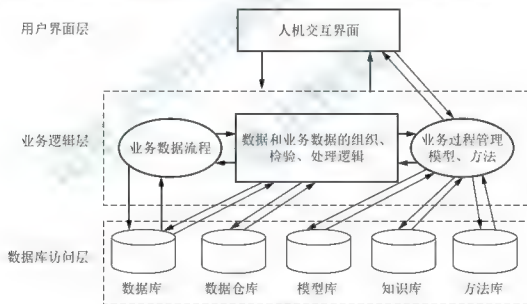 用户界面层
人机交互界面
业务逻辑层
业务数据流程
数据和业务数据的组织、
检验、处理逻辑
业务过程管理
模型、方法
数据库访问层
数据库
数据仓库
模型库
知识库
方法库